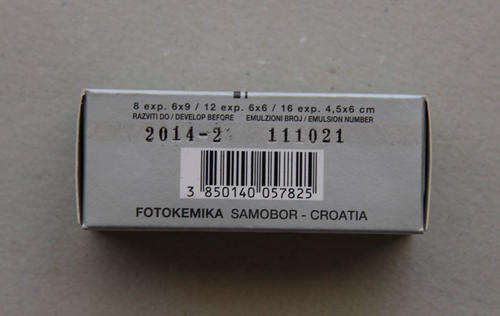 8 exp. 6x9 / 12 exp. 6x6 / 16 exp. 4,5x6 cm
RAZVITI DO / DEVELOP BEFORE EMULZIONI BROJ / EMULSION NUMBER
2014-2 111021
3 850140 057825
FOTOKEMIKA SAMOBOR - CROATIA